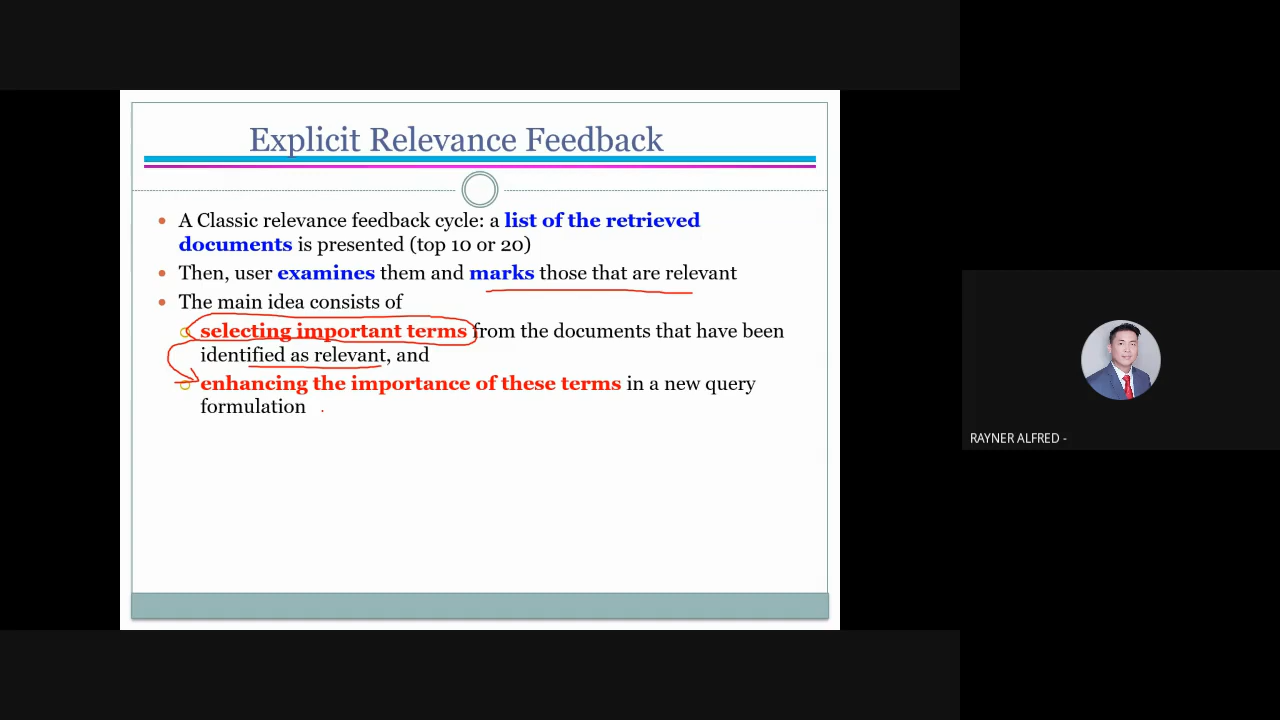 Explicit Relevance Feedback
A Classic relevance feedback cycle: a list of the retrieved
documents is presented (top 10 or 20)
Then, user examines them and marks those that are relevant
The main idea consists of
selecting important terms from the documents that have been
identified as relevant, and
enhancing the importance of these terms in a new query
formulation
RAYNER ALFRED -